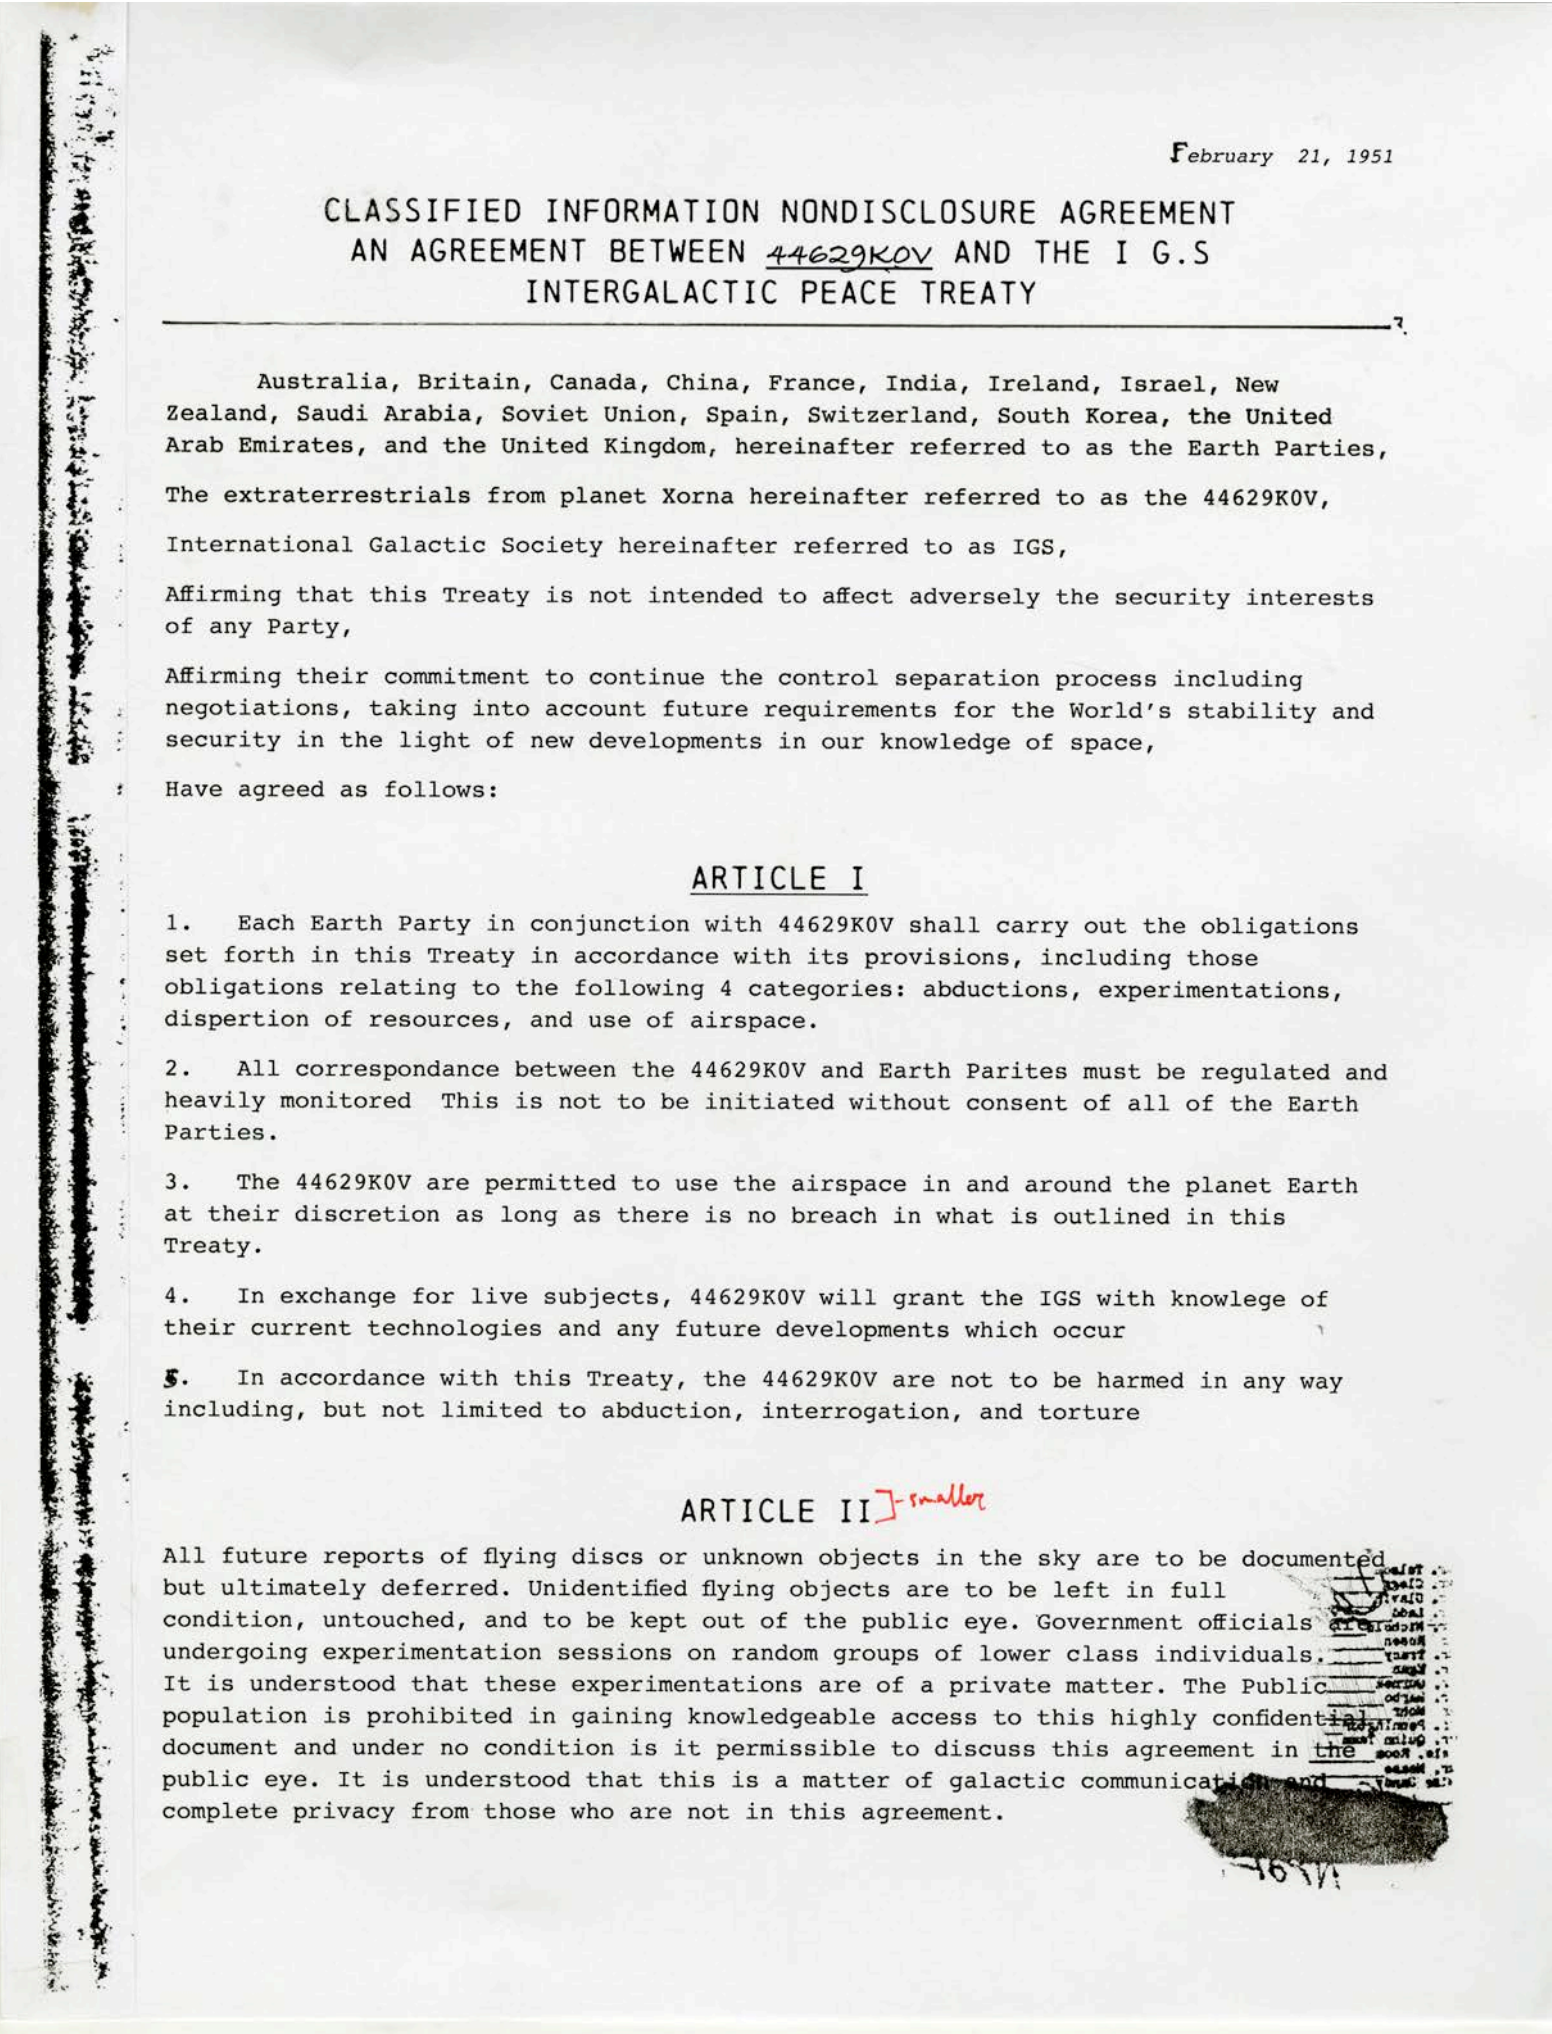 February 21, 1951
CLASSIFIED INFORMATION NONDISCLOSURE AGREEMENT
AN AGREEMENT BETWEEN 44629KOV AND THE I G.S
INTERGALACTIC PEACE TREATY
Australia, Britain, Canada, China, France, India, Ireland, Israel, New
Zealand, Saudi Arabia, Soviet Union, Spain, Switzerland, South Korea, the United
Arab Emirates, and the United Kingdom, hereinafter referred to as the Earth Parties,
The extraterrestrials from planet Xorna hereinafter referred to as the 44629KOV,
International Galactic Society hereinafter referred to as IGS,
Affirming that this Treaty is not intended to affect adversely the security interests
of any Party,
Affirming their commitment to continue the control separation process including
negotiations, taking into account future requirements for the World's stability and
security in the light of new developments in our knowledge of space,
Have agreed as follows:
ARTICLE I
1. Each Earth Party in conjunction with 44629KOV shall carry out the obligations
set forth in this Treaty in accordance with its provisions, including those
obligations relating to the following 4 categories: abductions, experimentations,
dispertion of resources, and use of airspace.
2. All correspondance between the 44629KOV and Earth Parites must be regulated and
heavily monitored This is not to be initiated without consent of all of the Earth
Parties.
3. The 44629KOV are permitted to use the airspace in and around the planet Earth
at their discretion as long as there is no breach in what is outlined in this
Treaty.
4. In exchange for live subjects, 44629KOV will grant the IGS with knowlege of
their current technologies and any future developments which occur
5. In accordance with this Treaty, the 44629KOV are not to be harmed in any way
including, but not limited to abduction, interrogation, and torture
ARTICLE II ]-smaller
All future reports of flying discs or unknown objects in the sky are to be documented
but ultimately deferred. Unidentified flying objects are to be left in full
condition, untouched, and to be kept out of the public eye. Government officials are
undergoing experimentation sessions on random groups of lower class individuals.
It is understood that these experimentations are of a private matter. The Public
population is prohibited in gaining knowledgeable access to this highly confidential
document and under no condition is it permissible to discuss this agreement in the
public eye. It is understood that this is a matter of galactic communication and
complete privacy from those who are not in this agreement.